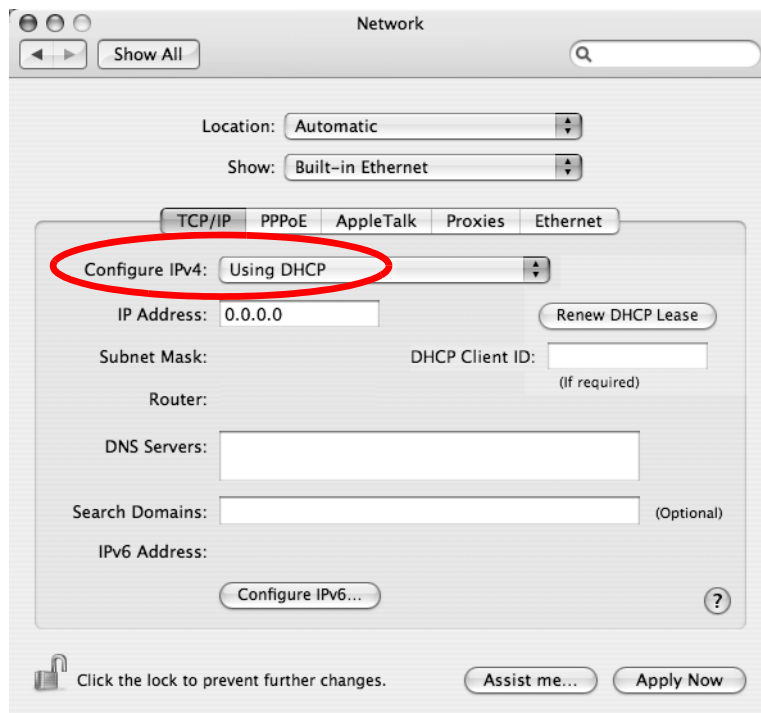 Network
Show All
Location: Automatic
Show: Built-in Ethernet
TCP/IP PPPoE AppleTalk Proxies Ethernet
Configure IPv4: Using DHCP
IP Address: 0.0.0.0 Renew DHCP Lease
Subnet Mask: DHCP Client ID:
(If required)
Router:
DNS Servers:
Search Domains: (Optional)
IPv6 Address:
Configure IPv6... ?
Click the lock to prevent further changes. Assist me... Apply Now